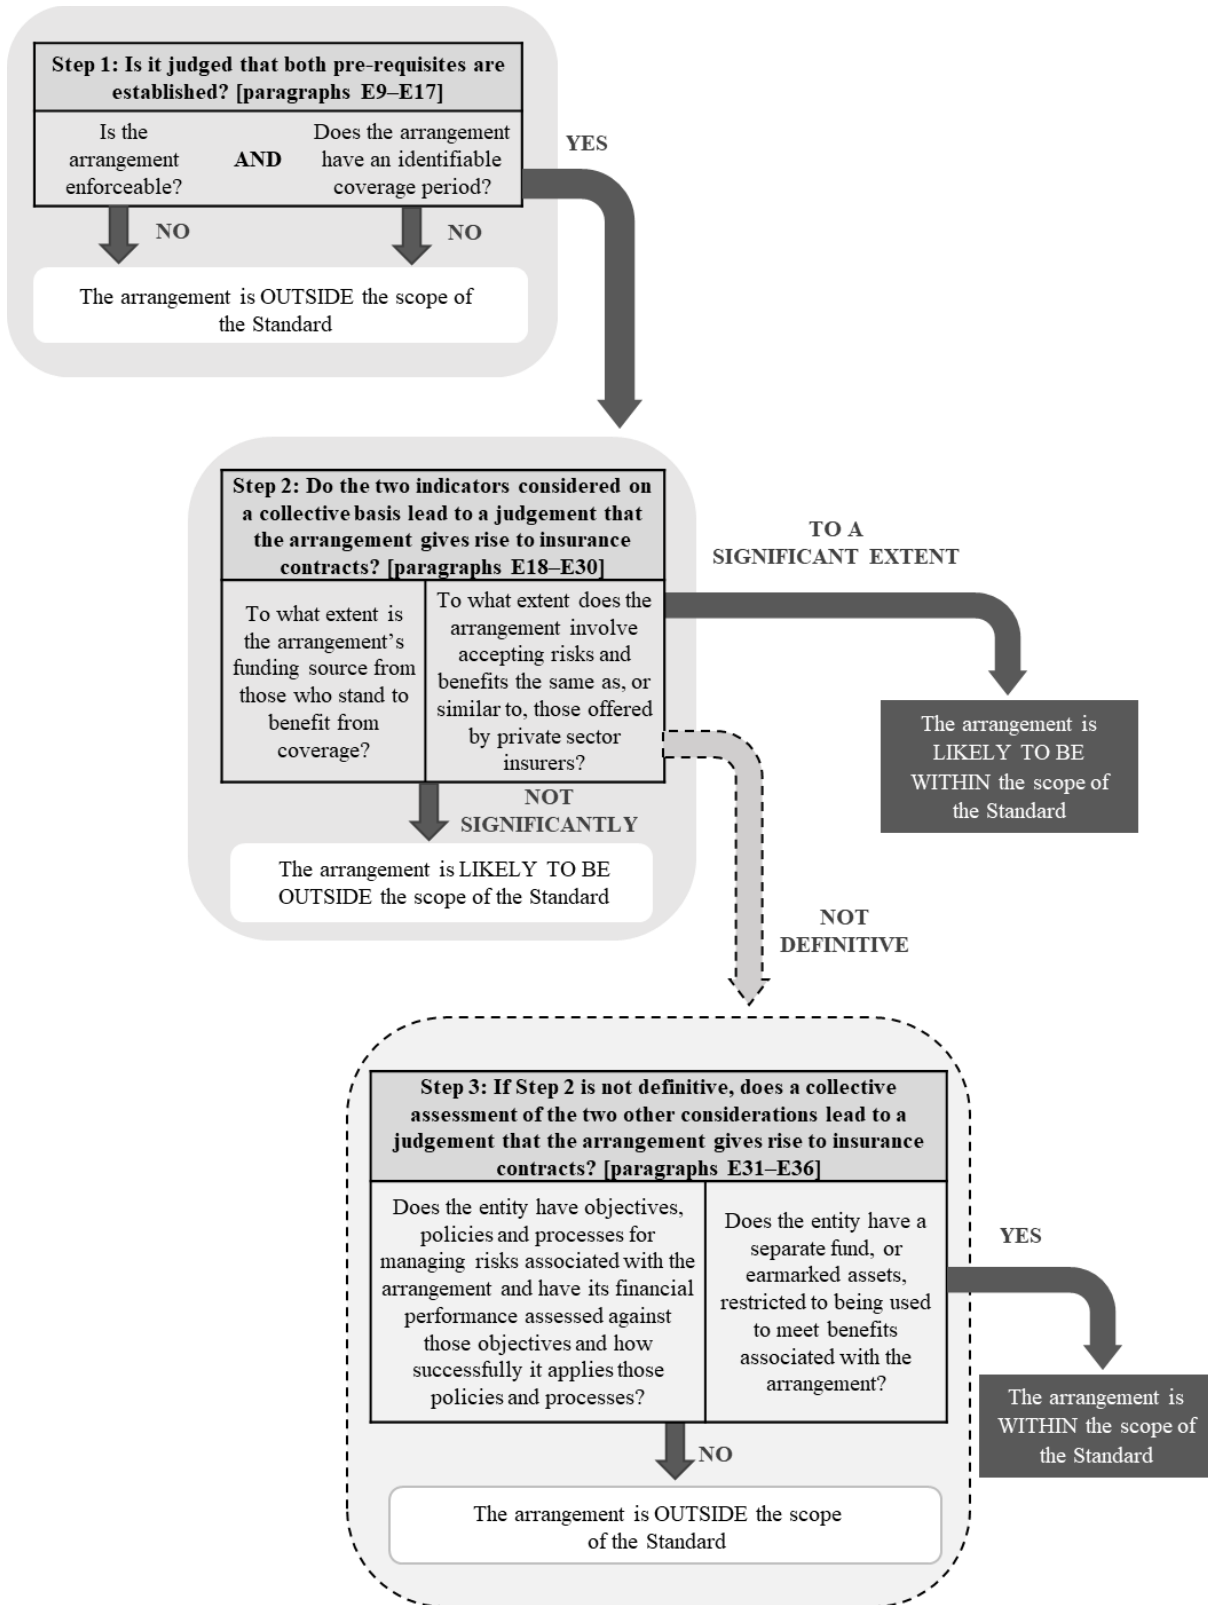 Step 1: Is it judged that both pre-requisites are
established? [paragraphs E9–E17]
Is the
arrangement
enforceable?
AND
Does the arrangement
have an identifiable
coverage period?
YES
NO
NO
The arrangement is OUTSIDE the scope of
the Standard
Step 2: Do the two indicators considered on
a collective basis lead to a judgement that
the arrangement gives rise to insurance
contracts? [paragraphs E18–E30]
To what extent is
the arrangement’s
funding source from
those who stand to
benefit from
coverage?
To what extent does the
arrangement involve
accepting risks and
benefits the same as, or
similar to, those offered
by private sector
insurers?
TO A
SIGNIFICANT EXTENT
The arrangement is
LIKELY TO BE
WITHIN the scope of
the Standard
NOT
SIGNIFICANTLY
The arrangement is LIKELY TO BE
OUTSIDE the scope of the Standard
NOT
DEFINITIVE
Step 3: If Step 2 is not definitive, does a collective
assessment of the two other considerations lead to a
judgement that the arrangement gives rise to insurance
contracts? [paragraphs E31–E36]
Does the entity have objectives,
policies and processes for
managing risks associated with the
arrangement and have its financial
performance assessed against
those objectives and how
successfully it applies those
policies and processes?
Does the entity have a
separate fund, or
earmarked assets,
restricted to being used
to meet benefits
associated with the
arrangement?
YES
The arrangement is
WITHIN the scope of
the Standard
NO
The arrangement is OUTSIDE the scope
of the Standard